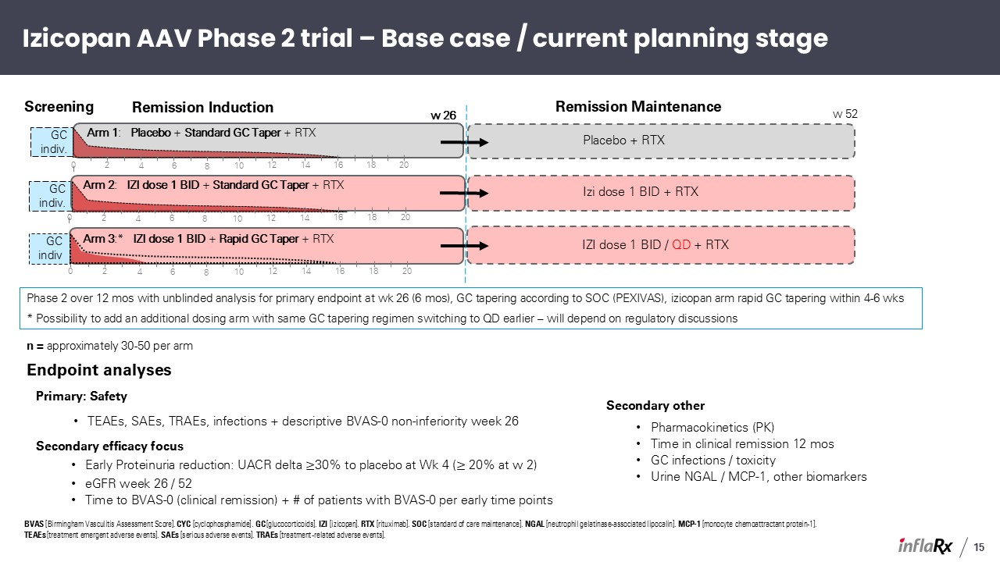 Izicopan AAV Phase 2 trial – Base case / current planning stage
Screening
Remission Induction
w 26
Remission Maintenance
w 52
GC
indiv.
Arm 1: Placebo + Standard GC Taper + RTX
Placebo + RTX
0 2 4 6 8 10 12 14 16 18 20
GC
indiv.
Arm 2: IZI dose 1 BID + Standard GC Taper + RTX
Izi dose 1 BID + RTX
0 2 4 6 8 10 12 14 16 18 20
GC
indiv
Arm 3:* IZI dose 1 BID + Rapid GC Taper + RTX
IZI dose 1 BID / QD + RTX
0 2 4 6 8 10 12 14 16 18 20
Phase 2 over 12 mos with unblinded analysis for primary endpoint at wk 26 (6 mos), GC tapering according to SOC (PEXIVAS), izicopan arm rapid GC tapering within 4-6 wks
* Possibility to add an additional dosing arm with same GC tapering regimen switching to QD earlier – will depend on regulatory discussions
n = approximately 30-50 per arm
Endpoint analyses
Primary: Safety
• TEAEs, SAEs, TRAEs, infections + descriptive BVAS-0 non-inferiority week 26
Secondary efficacy focus
• Early Proteinuria reduction: UACR delta ≥30% to placebo at Wk 4 (≥ 20% at w 2)
• eGFR week 26 / 52
• Time to BVAS-0 (clinical remission) + # of patients with BVAS-0 per early time points
Secondary other
• Pharmacokinetics (PK)
• Time in clinical remission 12 mos
• GC infections / toxicity
• Urine NGAL / MCP-1, other biomarkers
BVAS [Birmingham Vasculitis Assessment Score]. CYC [cyclophosphamide]. GC [glucocorticoids]. IZI [izicopan]. RTX [rituximab]. SOC [standard of care maintenance]. NGAL [neutrophil gelatinase-associated lipocalin]. MCP-1 [monocyte chemoattractant protein-1].
TEAEs [treatment emergent adverse events]. SAEs [serious adverse events]. TRAEs [treatment-related adverse events].
inflaRx / 15